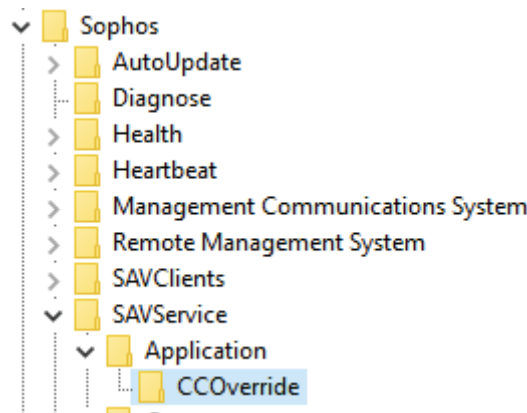 Sophos
AutoUpdate
Diagnose
Health
Heartbeat
Management Communications System
Remote Management System
SAVClients
SAVService
Application
CCOverride